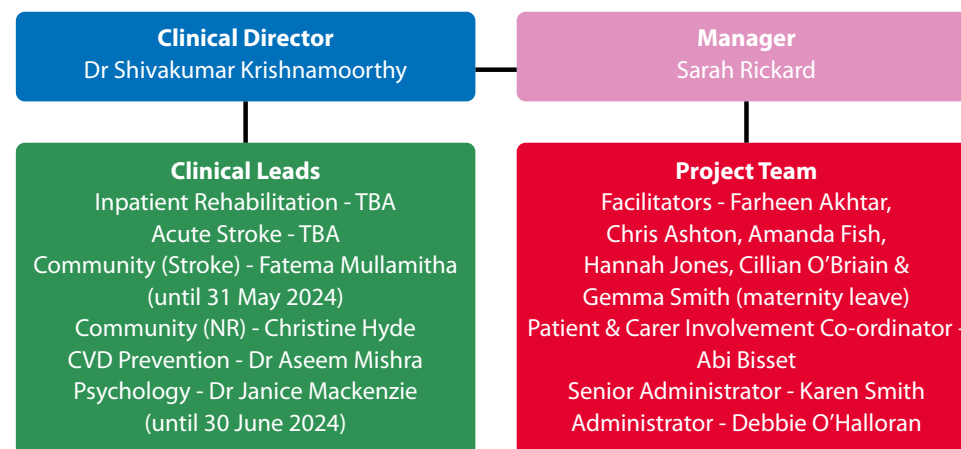 Clinical Director
Dr Shivakumar Krishnamoorthy
Manager
Sarah Rickard
Clinical Leads
Inpatient Rehabilitation - TBA
Acute Stroke - TBA
Community (Stroke) - Fatema Mullamitha
(until 31 May 2024)
Community (NR) - Christine Hyde
CVD Prevention - Dr Aseem Mishra
Psychology - Dr Janice Mackenzie
(until 30 June 2024)
Project Team
Facilitators - Farheen Akhtar,
Chris Ashton, Amanda Fish,
Hannah Jones, Cillian O’Briain &
Gemma Smith (maternity leave)
Patient & Carer Involvement Co-ordinator -
Abi Bisset
Senior Administrator - Karen Smith
Administrator - Debbie O’Halloran